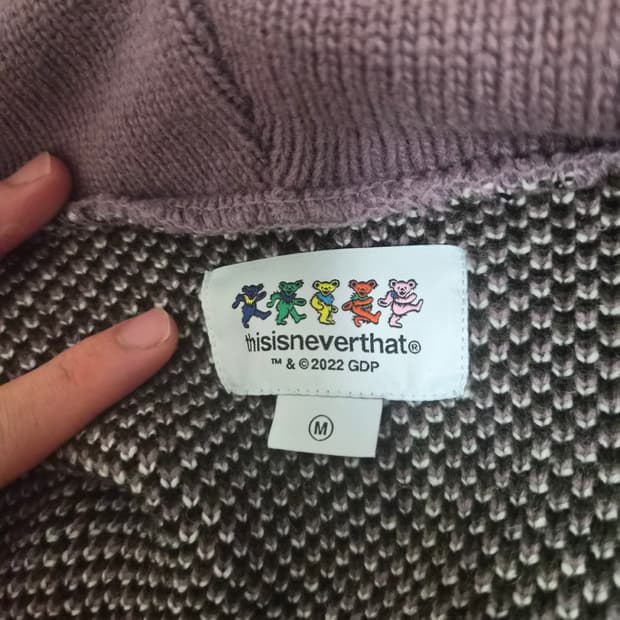 thisisneverthat®
™ & ©2022 GDP
M